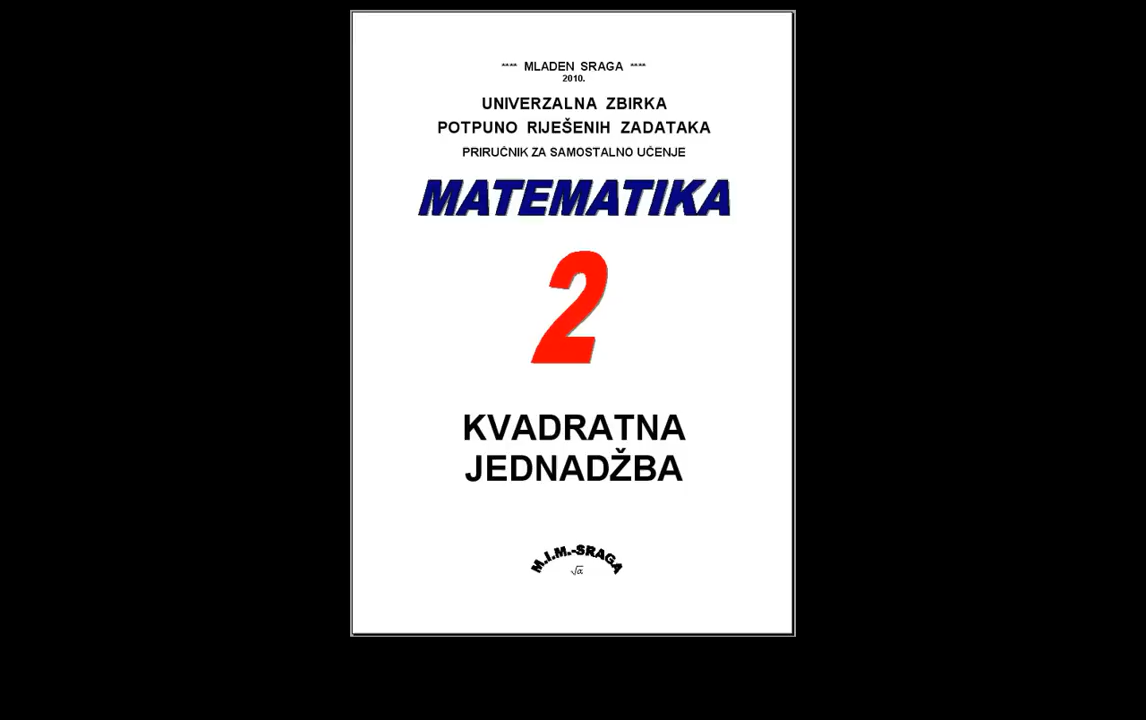 **** MLADEN SRAGA ****
2010.
UNIVERZALNA ZBIRKA
POTPUNO RIJEŠENIH ZADATAKA
PRIRUČNIK ZA SAMOSTALNO UČENJE
MATEMATIKA
2
KVADRATNA
JEDNADŽBA
M.I.M.-SRAGA
√α